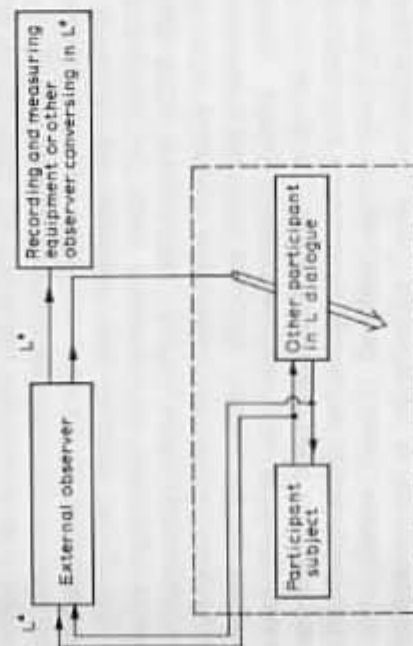 L*
External observer
L*
Recording and measuring
equipment or other
observer conversing in L*
Participant
subject
Other participant
in L dialogue